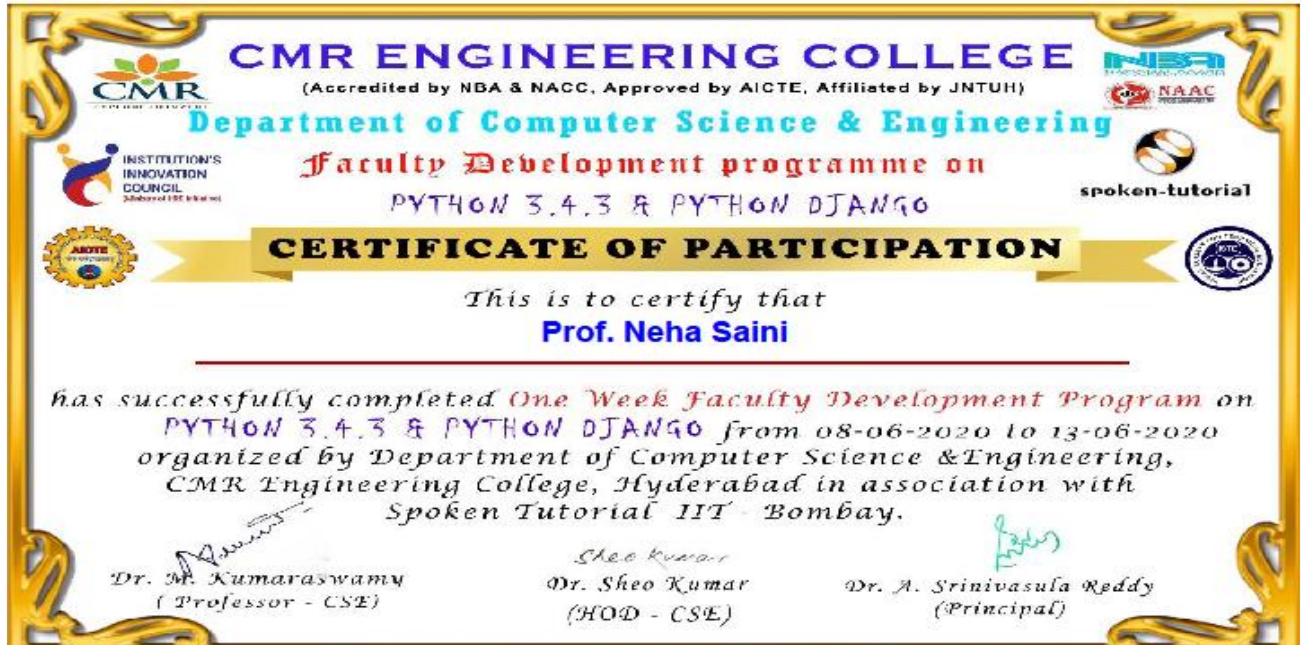 CMR ENGINEERING COLLEGE
(Accredited by NBA & NACC, Approved by AICTE, Affiliated by JNTUH)
CMR
NBA
NAAC
Department of Computer Science & Engineering
INSTITUTION'S
INNOVATION
COUNCIL
Faculty Development programme on
spoken-tutorial
PYTHON 3.4.3 & PYTHON DJANGO
AICTE
CERTIFICATE OF PARTICIPATION
ISTE
This is to certify that
Prof. Neha Saini
has successfully completed One Week Faculty Development Program on
PYTHON 3.4.3 & PYTHON DJANGO from 08-06-2020 to 13-06-2020
organized by Department of Computer Science &Engineering,
CMR Engineering College, Hyderabad in association with
Spoken Tutorial IIT - Bombay.
Sheo Kumar
Dr. M. Kumaraswamy
Dr. Sheo Kumar
Dr. A. Srinivasula Reddy
( Professor - CSE)
(HOD - CSE)
(Principal)